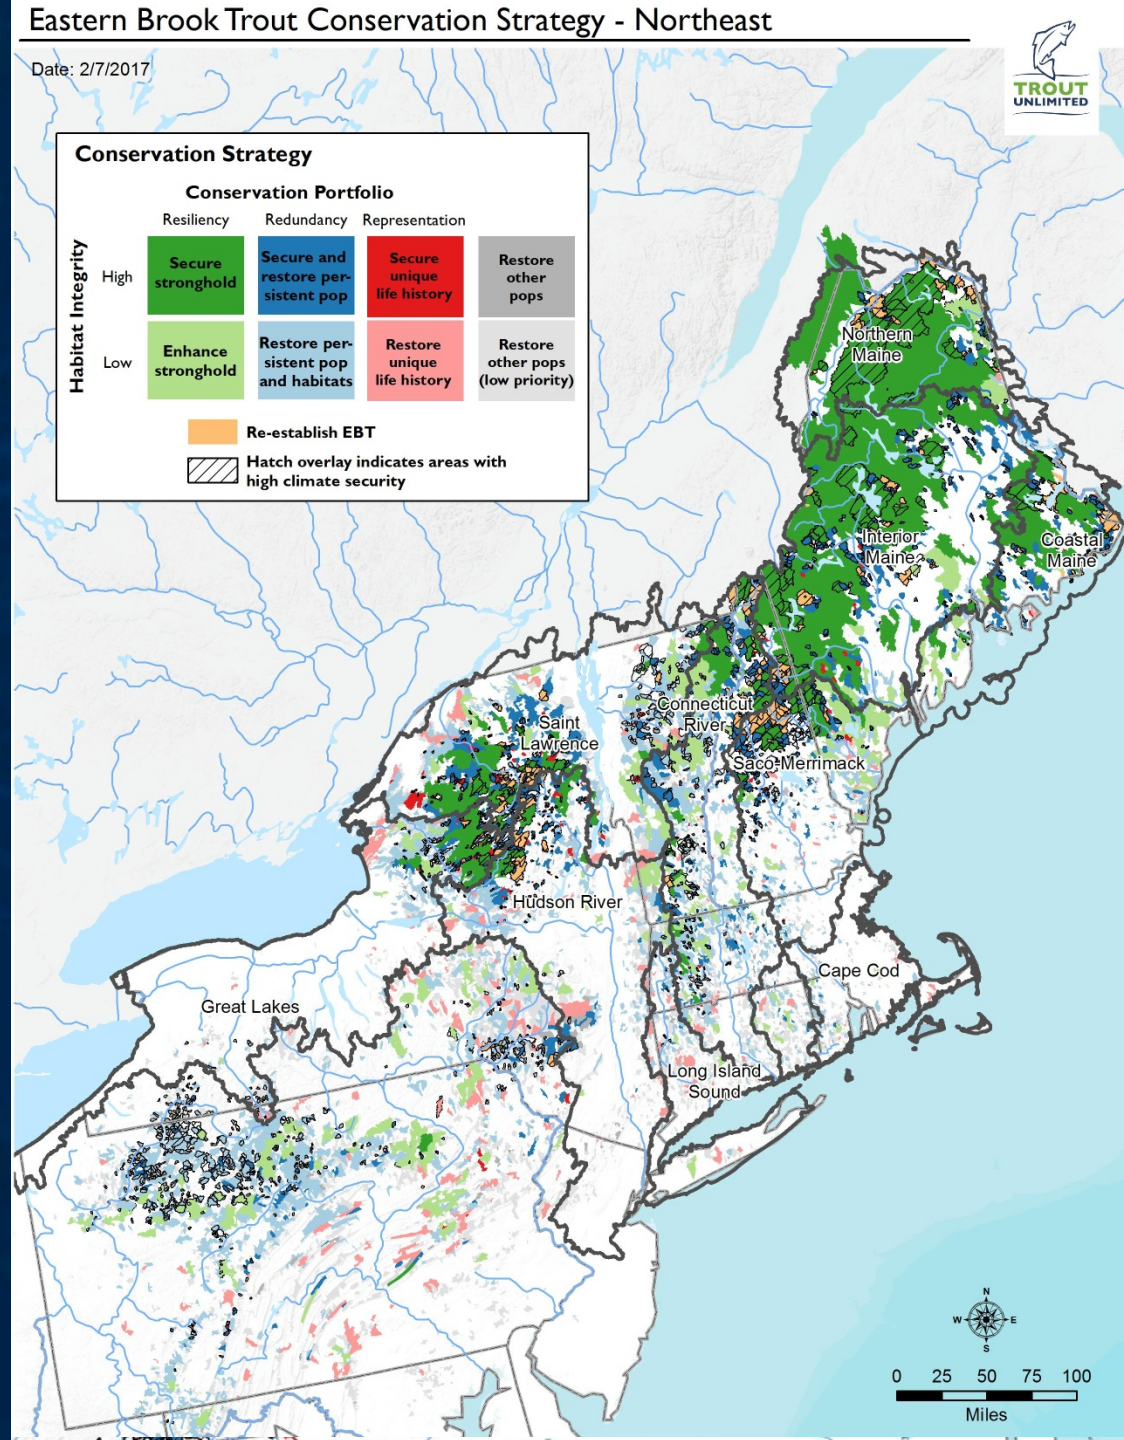 Eastern Brook Trout Conservation Strategy - Northeast
Date: 2/7/2017
TROUT
UNLIMITED
Conservation Strategy
Conservation Portfolio
Resiliency Redundancy Representation
Habitat Integrity
High
Secure
stronghold
Secure and
restore per-
sistent pop
Secure
unique
life history
Restore
other
pops
Low
Enhance
stronghold
Restore per-
sistent pop
and habitats
Restore
unique
life history
Restore
other pops
(low priority)
Re-establish EBT
Hatch overlay indicates areas with
high climate security
Northern
Maine
Interior
Maine
Coastal
Maine
Connecticut
River
Saint
Lawrence
Saco-Merrimack
Hudson River
Cape Cod
Great Lakes
Long Island
Sound
N
W E
S
0 25 50 75 100
Miles